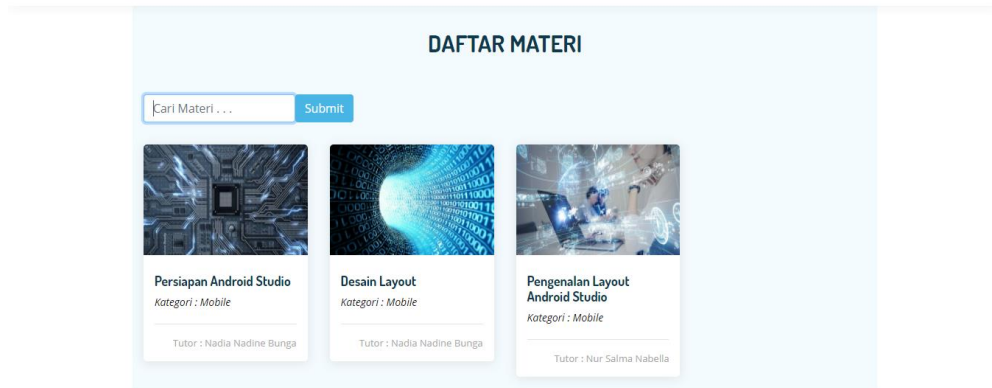 DAFTAR MATERI
Cari Materi . . .
Submit
Persiapan Android Studio
Kategori : Mobile
Tutor : Nadia Nadine Bunga
Desain Layout
Kategori : Mobile
Tutor : Nadia Nadine Bunga
Pengenalan Layout
Android Studio
Kategori : Mobile
Tutor : Nur Salma Nabella